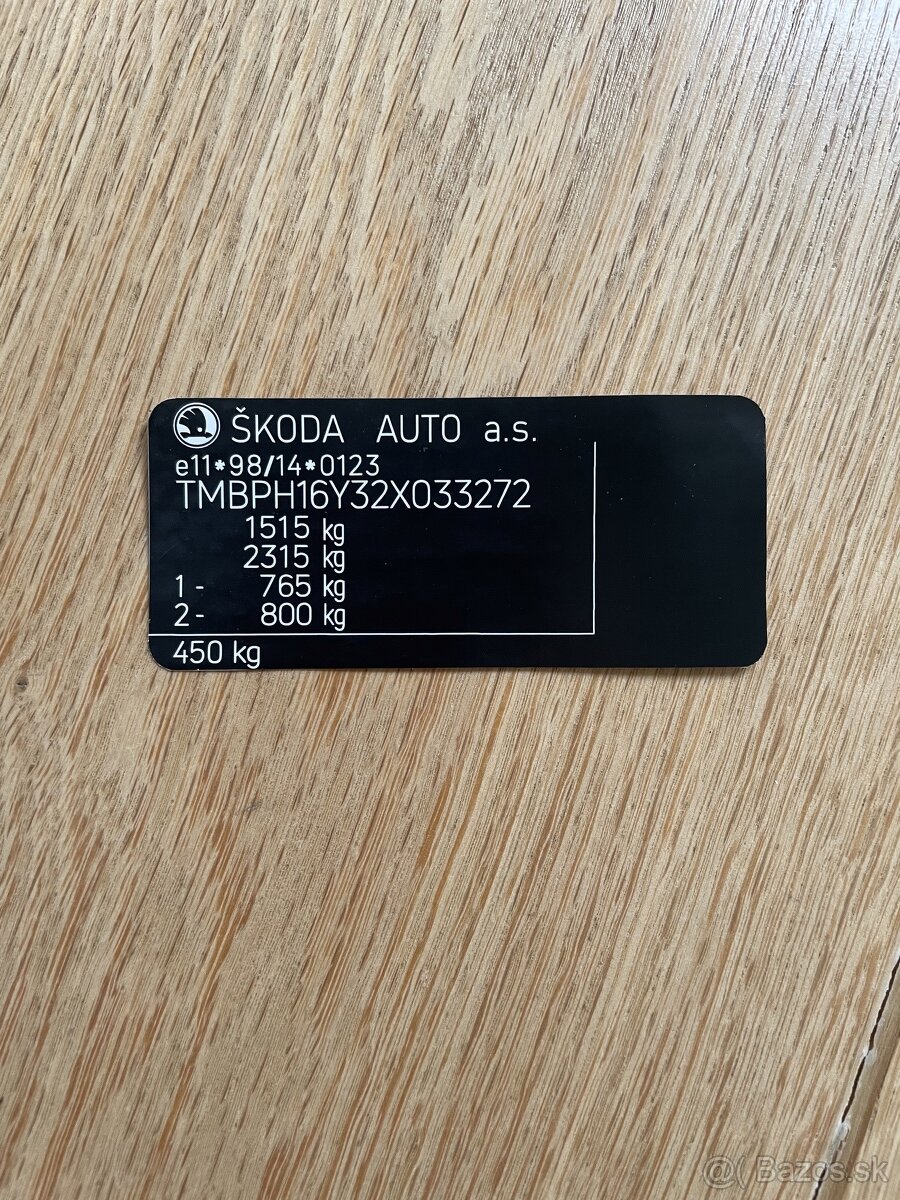 ŠKODA AUTO a.s.
e11*98/14*0123
TMBPH16Y32X033272
1515 kg
2315 kg
1- 765 kg
2- 800 kg
450 kg
@( Bazos.sk